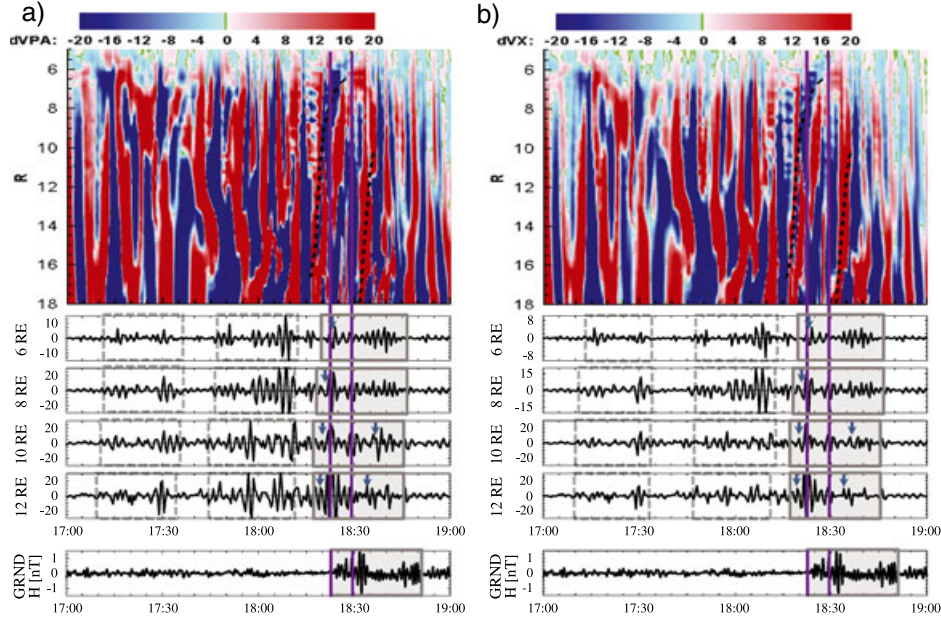 a)
dVPA: -20 -16 -12 -8 -4 0 4 8 12 16 20
R
6
8
10
12
14
16
18
6 RE
10
0
-10
8 RE
20
0
-20
10 RE
20
0
-20
12 RE
20
0
-20
17:00 17:30 18:00 18:30 19:00
GRND
H [nT]
1
0
-1
17:00 17:30 18:00 18:30 19:00
b)
dVX: -20 -16 -12 -8 -4 0 4 8 12 16 20
R
6
8
10
12
14
16
18
6 RE
8
0
-8
8 RE
15
0
-15
10 RE
20
0
-20
12 RE
20
0
-20
17:00 17:30 18:00 18:30 19:00
GRND
H [nT]
1
0
-1
17:00 17:30 18:00 18:30 19:00